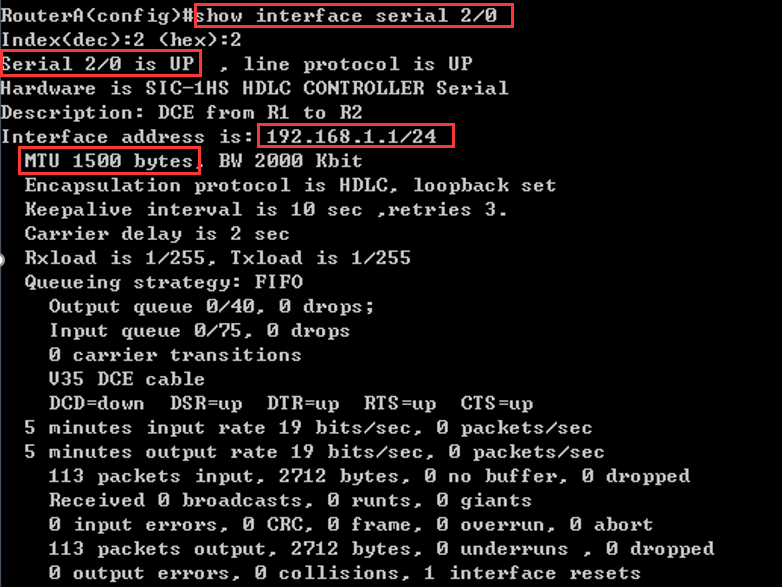 RouterA(config)#show interface serial 2/0
Index(dec):2 (hex):2
Serial 2/0 is UP  , line protocol is UP
Hardware is SIC-1HS HDLC CONTROLLER Serial
Description: DCE from R1 to R2
Interface address is: 192.168.1.1/24
  MTU 1500 bytes, BW 2000 Kbit
  Encapsulation protocol is HDLC, loopback set
  Keepalive interval is 10 sec ,retries 3.
  Carrier delay is 2 sec
  Rxload is 1/255, Txload is 1/255
  Queueing strategy: FIFO
    Output queue 0/40, 0 drops;
    Input queue 0/75, 0 drops
    0 carrier transitions
    V35 DCE cable
    DCD=down  DSR=up  DTR=up  RTS=up  CTS=up
  5 minutes input rate 19 bits/sec, 0 packets/sec
  5 minutes output rate 19 bits/sec, 0 packets/sec
    113 packets input, 2712 bytes, 0 no buffer, 0 dropped
    Received 0 broadcasts, 0 runts, 0 giants
    0 input errors, 0 CRC, 0 frame, 0 overrun, 0 abort
    113 packets output, 2712 bytes, 0 underruns , 0 dropped
    0 output errors, 0 collisions, 1 interface resets